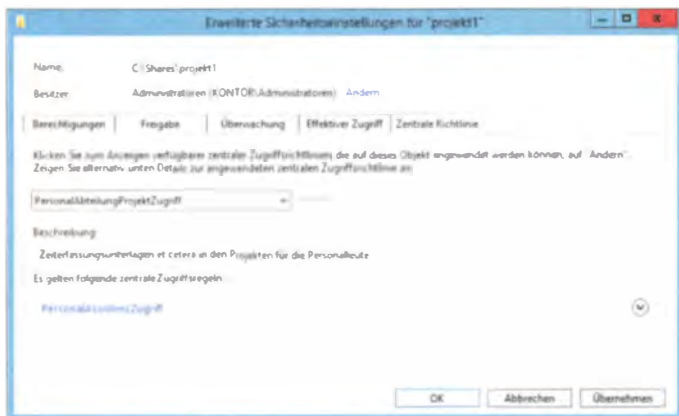 Erweiterte Sicherheitseinstellungen für "projekt1"
Name: C:\Shares\projekt1
Besitzer: Administratoren (KONTOR\Administratoren) Ändern
Berechtigungen Freigabe Überwachung Effektiver Zugriff Zentrale Richtlinie
Klicken Sie zum Anzeigen verfügbarer zentraler Zugriffsrichtlinien, die auf dieses Objekt angewendet werden können, auf "Ändern".
Zeigen Sie alternativ unten Details zur angewendeten zentralen Zugriffsrichtlinie an:
PersonalAbteilungProjektZugriff
Beschreibung:
Zeiterfassungsunterlagen et cetera in den Projekten für die Personalleute
Es gelten folgende zentrale Zugriffsregeln:
OK Abbrechen Übernehmen